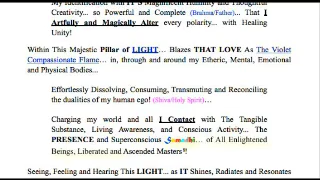 My Identification with IT'S Magnificent Humility and Thoughtful
Creativity... so Powerful and Complete (Brahma/Father)... That I
Artfully and Magically Alter every polarity... with Healing
Unity!
Within This Majestic Pillar of LIGHT… Blazes THAT LOVE As The Violet
Compassionate Flame… in, through and around my Etheric, Mental, Emotional
and Physical Bodies...
Effortlessly Dissolving, Consuming, Transmuting and Reconciling
the dualities of my human ego! (Shiva/Holy Spirit)…
Charging my world and all I Contact with The Tangible
Substance, Living Awareness, and Conscious Activity... The
PRESENCE and Superconscious Samadhi… of All Enlightened
Beings, Liberated and Ascended Masters!!
Seeing, Feeling and Hearing This LIGHT... as IT Shines, Radiates and Resonates